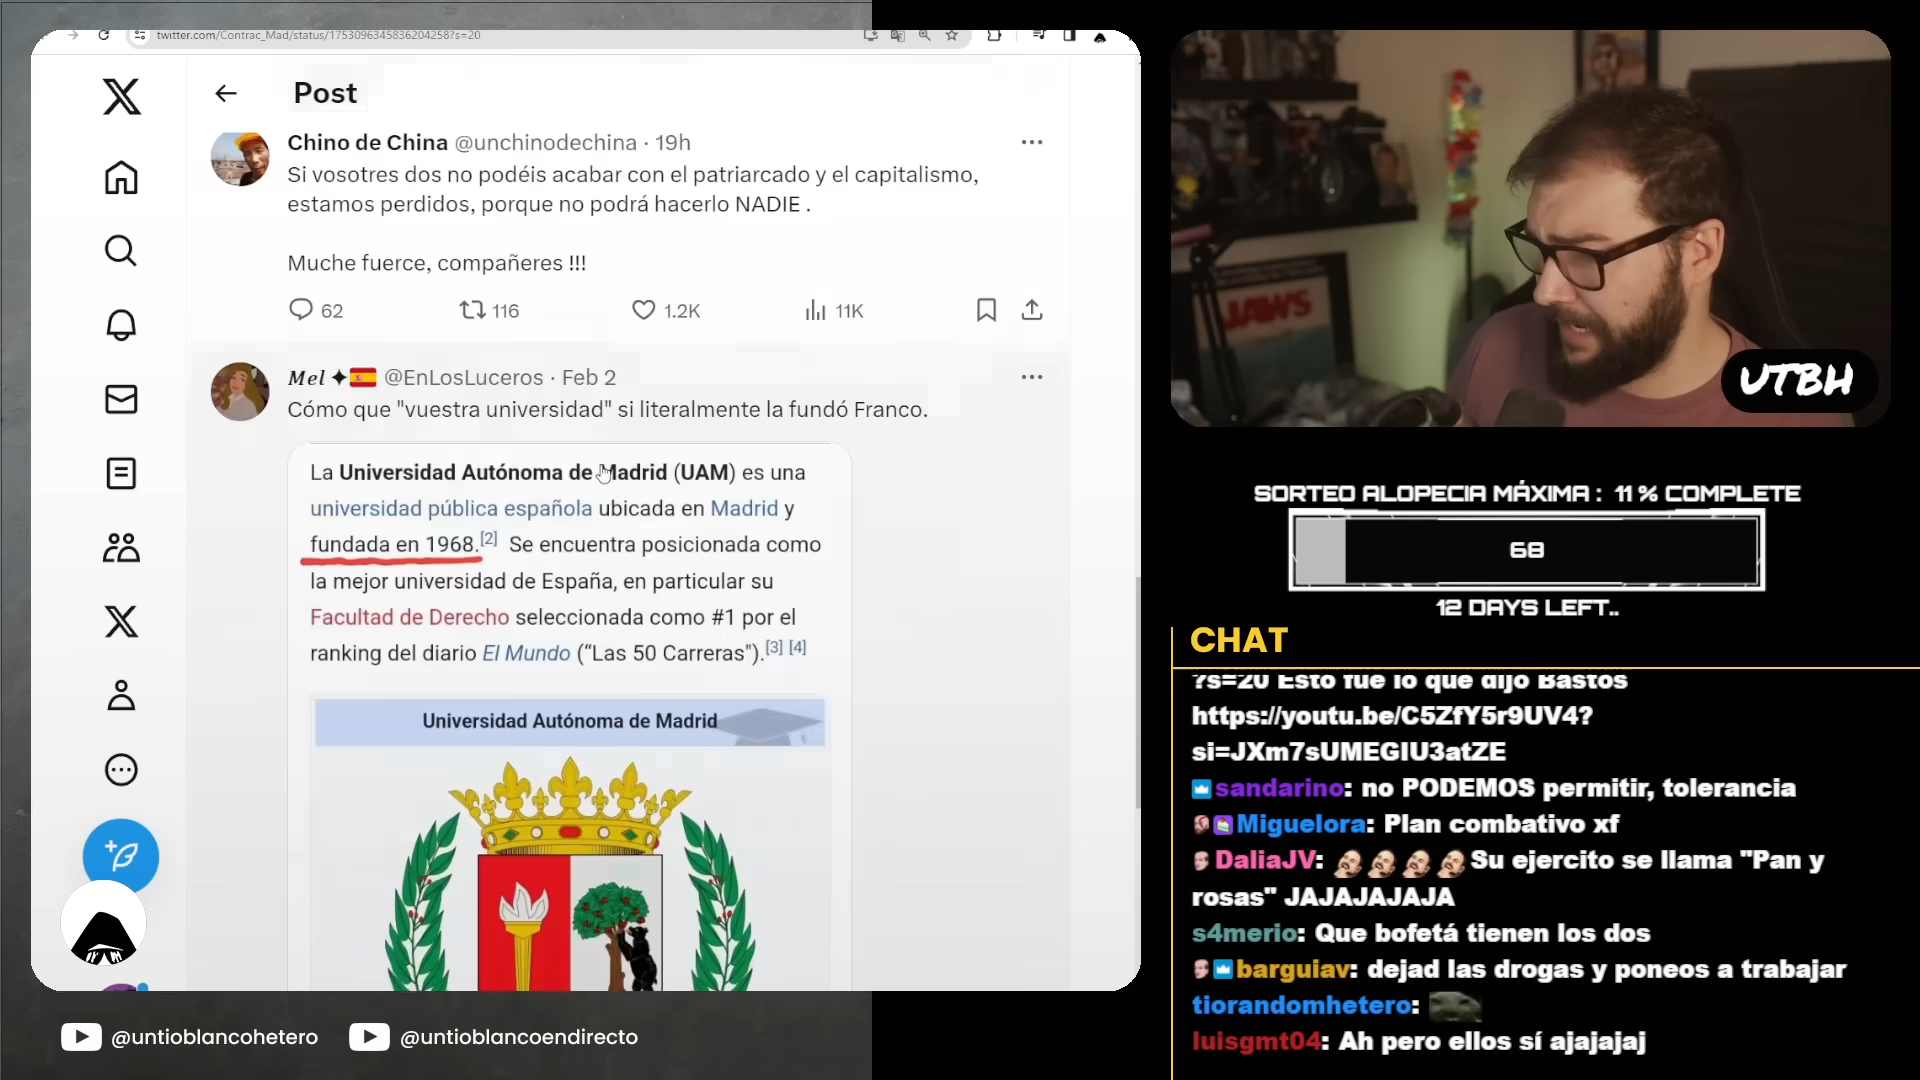 twitter.com/Contrac_Mad/status/1753096345836204258?s=20
Post
Chino de China @unchinodechina · 19h
Si vosotres dos no podéis acabar con el patriarcado y el capitalismo,
estamos perdidos, porque no podrá hacerlo NADIE .
Muche fuerce, compañeres !!!
62 116 1.2K 11K
Mel ✦🇪🇸 @EnLosLuceros · Feb 2
Cómo que "vuestra universidad" si literalmente la fundó Franco.
La Universidad Autónoma de Madrid (UAM) es una
universidad pública española ubicada en Madrid y
fundada en 1968.[2] Se encuentra posicionada como
la mejor universidad de España, en particular su
Facultad de Derecho seleccionada como #1 por el
ranking del diario El Mundo (“Las 50 Carreras").[3] [4]
Universidad Autónoma de Madrid
@untioblancohetero @untioblancoendirecto
JAWS
UTBH
SORTEO ALOPECIA MÁXIMA : 11 % COMPLETE
68
12 DAYS LEFT..
CHAT
?s=20 Esto fue lo que dijo Bastos
https://youtu.be/C5ZfY5r9UV4?
si=JXm7sUMEGIU3atZE
sandarino: no PODEMOS permitir, tolerancia
Miguelora: Plan combativo xf
DaliaJV: Su ejercito se llama "Pan y
rosas" JAJAJAJAJA
s4merio: Que bofetá tienen los dos
barguiav: dejad las drogas y poneos a trabajar
tiorandomhetero:
luisgmt04: Ah pero ellos sí ajajajaj